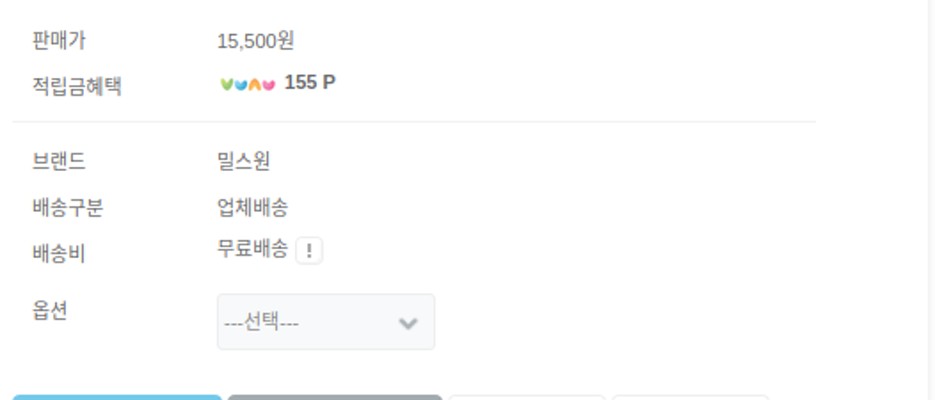 판매가 15,500원
적립금혜택 155 P
브랜드 밀스원
배송구분 업체배송
배송비 무료배송 !
옵션 ---선택---